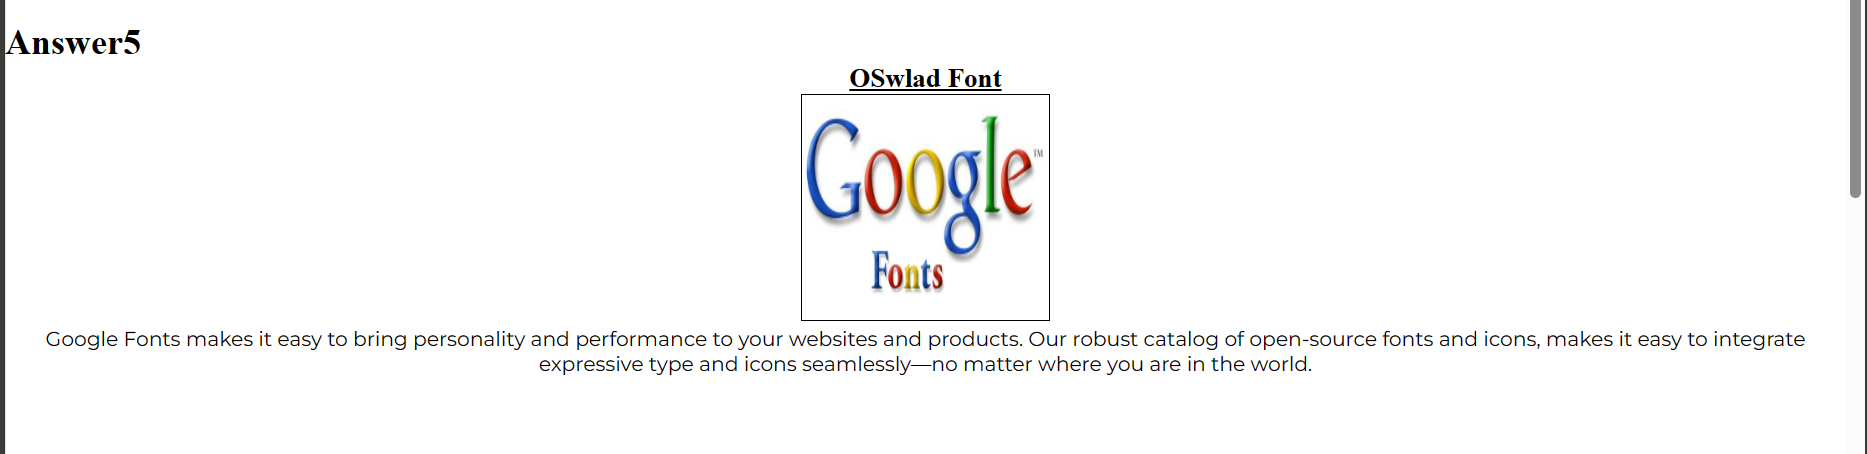 Answer5
OSwlad Font
Google™
Fonts
Google Fonts makes it easy to bring personality and performance to your websites and products. Our robust catalog of open-source fonts and icons, makes it easy to integrate
expressive type and icons seamlessly—no matter where you are in the world.